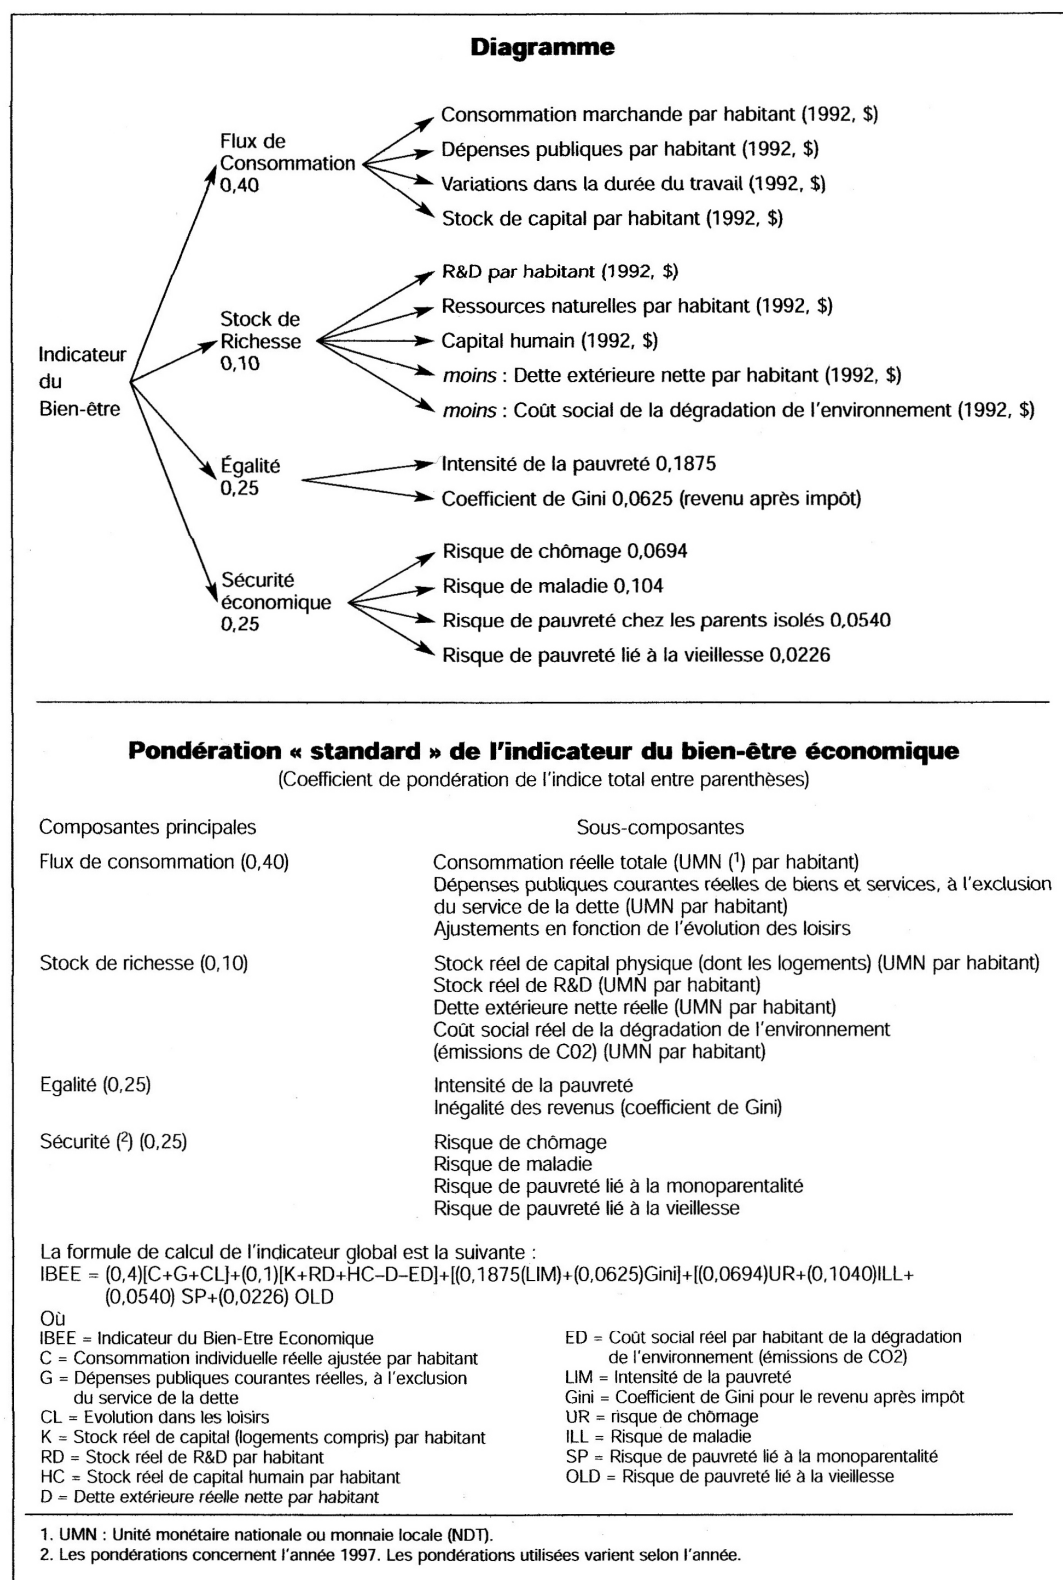 Diagramme
Flux de
Consommation
0,40
Consommation marchande par habitant (1992, $)
Dépenses publiques par habitant (1992, $)
Variations dans la durée du travail (1992, $)
Stock de capital par habitant (1992, $)
Indicateur
du
Bien-être
Stock de
Richesse
0,10
R&D par habitant (1992, $)
Ressources naturelles par habitant (1992, $)
Capital humain (1992, $)
moins : Dette extérieure nette par habitant (1992, $)
moins : Coût social de la dégradation de l'environnement (1992, $)
Égalité
0,25
Intensité de la pauvreté 0,1875
Coefficient de Gini 0,0625 (revenu après impôt)
Sécurité
économique
0,25
Risque de chômage 0,0694
Risque de maladie 0,104
Risque de pauvreté chez les parents isolés 0,0540
Risque de pauvreté lié à la vieillesse 0,0226
Pondération « standard » de l'indicateur du bien-être économique
(Coefficient de pondération de l'indice total entre parenthèses)
Composantes principales
Sous-composantes
Flux de consommation (0,40)
Consommation réelle totale (UMN (1) par habitant)
Dépenses publiques courantes réelles de biens et services, à l'exclusion
du service de la dette (UMN par habitant)
Ajustements en fonction de l'évolution des loisirs
Stock de richesse (0,10)
Stock réel de capital physique (dont les logements) (UMN par habitant)
Stock réel de R&D (UMN par habitant)
Dette extérieure nette réelle (UMN par habitant)
Coût social réel de la dégradation de l'environnement
(émissions de C02) (UMN par habitant)
Egalité (0,25)
Intensité de la pauvreté
Inégalité des revenus (coefficient de Gini)
Sécurité (2) (0,25)
Risque de chômage
Risque de maladie
Risque de pauvreté lié à la monoparentalité
Risque de pauvreté lié à la vieillesse
La formule de calcul de l'indicateur global est la suivante :
IBEE = (0,4)[C+G+CL]+(0,1)[K+RD+HC–D–ED]+[(0,1875(LIM)+(0,0625)Gini]+[(0,0694)UR+(0,1040)ILL+
(0,0540) SP+(0,0226) OLD
Où
IBEE = Indicateur du Bien-Etre Economique
C = Consommation individuelle réelle ajustée par habitant
G = Dépenses publiques courantes réelles, à l'exclusion
du service de la dette
CL = Evolution dans les loisirs
K = Stock réel de capital (logements compris) par habitant
RD = Stock réel de R&D par habitant
HC = Stock réel de capital humain par habitant
D = Dette extérieure réelle nette par habitant
ED = Coût social réel par habitant de la dégradation
de l'environnement (émissions de CO2)
LIM = Intensité de la pauvreté
Gini = Coefficient de Gini pour le revenu après impôt
UR = risque de chômage
ILL = Risque de maladie
SP = Risque de pauvreté lié à la monoparentalité
OLD = Risque de pauvreté lié à la vieillesse
1. UMN : Unité monétaire nationale ou monnaie locale (NDT).
2. Les pondérations concernent l'année 1997. Les pondérations utilisées varient selon l'année.